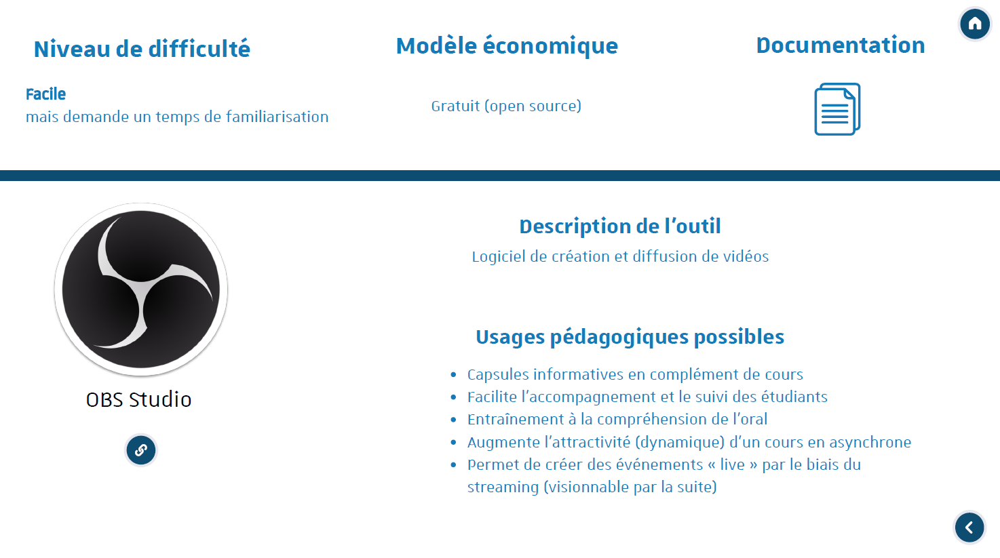 Niveau de difficulté
Facile
mais demande un temps de familiarisation
Modèle économique
Gratuit (open source)
Documentation
OBS Studio
Description de l'outil
Logiciel de création et diffusion de vidéos
Usages pédagogiques possibles
• Capsules informatives en complément de cours
• Facilite l'accompagnement et le suivi des étudiants
• Entraînement à la compréhension de l'oral
• Augmente l'attractivité (dynamique) d'un cours en asynchrone
• Permet de créer des événements « live » par le biais du
streaming (visionnable par la suite)